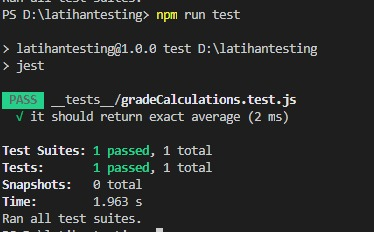 Ran all test suites.
PS D:\latihantesting> npm run test
> latihantesting@1.0.0 test D:\latihantesting
> jest
PASS __tests__/gradeCalculations.test.js
√ it should return exact average (2 ms)
Test Suites: 1 passed, 1 total
Tests: 1 passed, 1 total
Snapshots: 0 total
Time: 1.963 s
Ran all test suites.